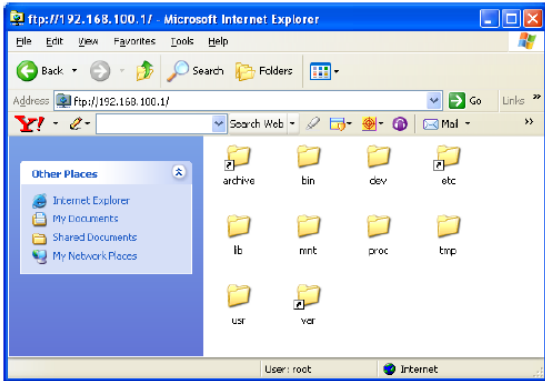 ftp://192.168.100.1/ - Microsoft Internet Explorer
File Edit View Favorites Tools Help
Back Search Folders
Address ftp://192.168.100.1/ Go Links »
Y! Search Web Mail »
Other Places
Internet Explorer
My Documents
Shared Documents
My Network Places
archive bin dev etc
lib mnt proc tmp
usr var
User: root Internet